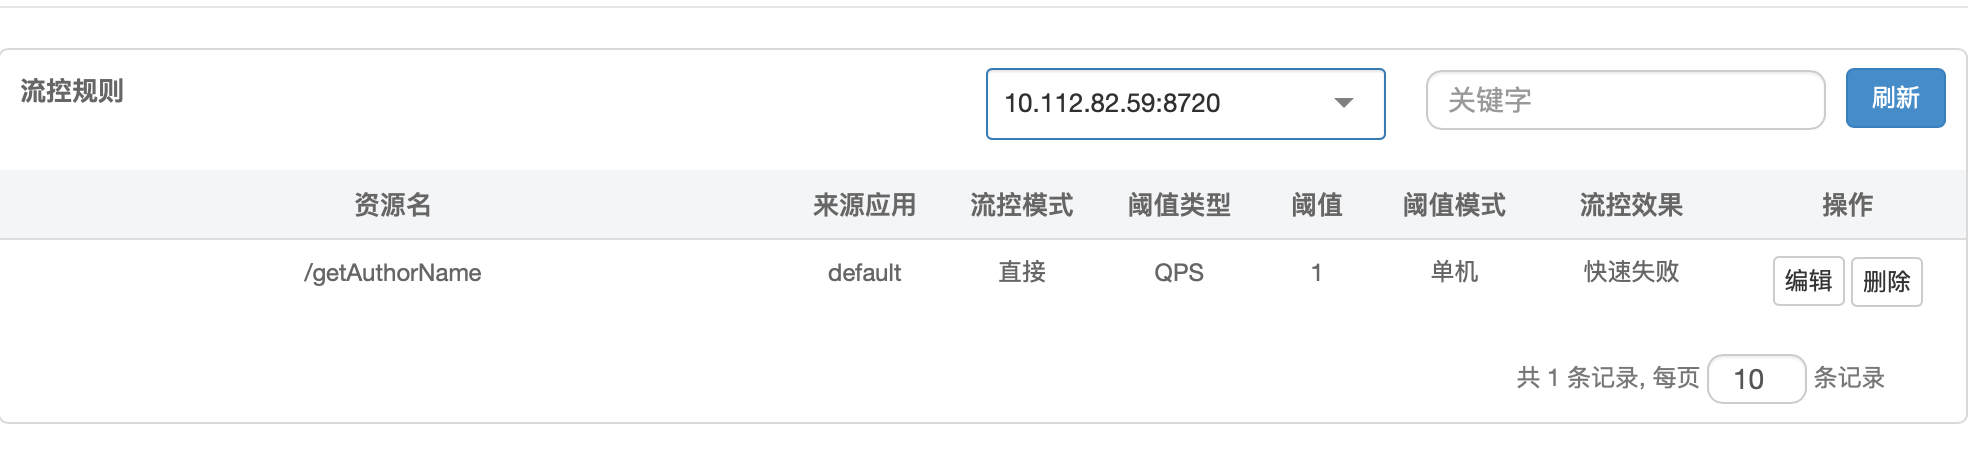 流控规则 10.112.82.59:8720 关键字 刷新
资源名 来源应用 流控模式 阈值类型 阈值 阈值模式 流控效果 操作
/getAuthorName default 直接 QPS 1 单机 快速失败 编辑 删除
共 1 条记录, 每页 10 条记录